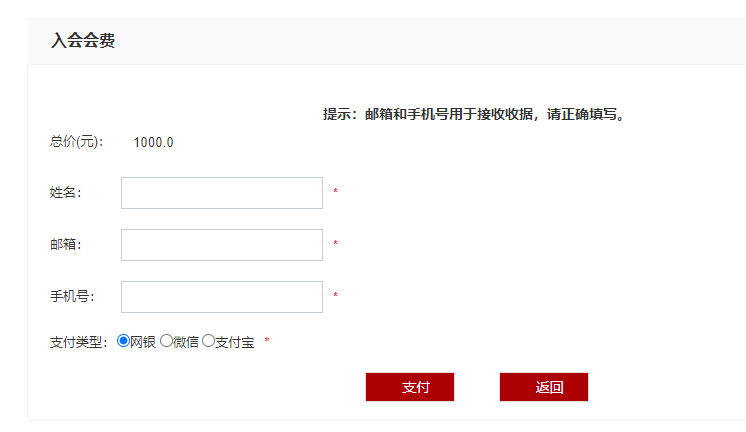 入会会费
提示：邮箱和手机号用于接收收据，请正确填写。
总价(元)： 1000.0
姓名： *
邮箱： *
手机号： *
支付类型： 网银 微信 支付宝 *
支付 返回